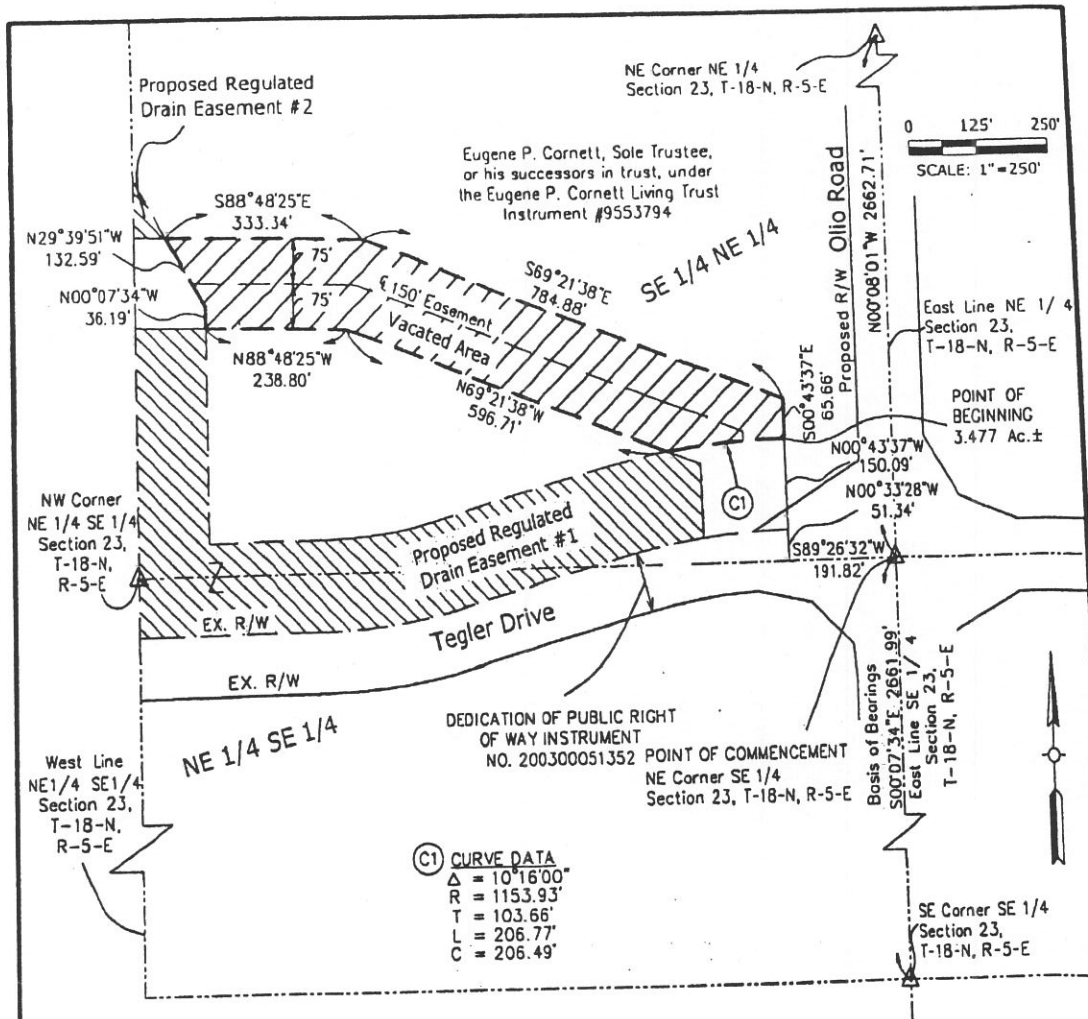 Proposed Regulated
Drain Easement #2
NE Corner NE 1/4
Section 23, T-18-N, R-5-E
0 125' 250'
SCALE: 1"=250'
Eugene P. Cornett, Sole Trustee,
or his successors in trust, under
the Eugene P. Cornett Living Trust
Instrument #9553794
Proposed R/W
Olio Road
N00°08'01"W 2662.71'
S88°48'25"E
333.34'
N29°39'51"W
132.59'
N00°07'34"W
36.19'
75'
75'
℄ 150' Easement
Vacated Area
S69°21'38"E
784.88'
SE 1/4 NE 1/4
East Line NE 1/ 4
Section 23,
T-18-N, R-5-E
N88°48'25"W
238.80'
N69°21'38"W
596.71'
S00°43'37"E
65.66'
POINT OF
BEGINNING
3.477 Ac.±
N00°43'37"W
150.09'
N00°33'28"W
51.34'
C1
NW Corner
NE 1/4 SE 1/4
Section 23,
T-18-N,
R-5-E
Proposed Regulated
Drain Easement #1
S89°26'32"W
191.82'
EX. R/W
Tegler Drive
EX. R/W
DEDICATION OF PUBLIC RIGHT
OF WAY INSTRUMENT
NO. 200300051352
POINT OF COMMENCEMENT
NE Corner SE 1/4
Section 23, T-18-N, R-5-E
Basis of Bearings
S00°07'34"E 2661.99'
East Line SE 1/ 4
Section 23,
T-18-N, R-5-E
NE 1/4 SE 1/4
West Line
NE1/4 SE1/4
Section 23,
T-18-N,
R-5-E
C1 CURVE DATA
Δ = 10°16'00"
R = 1153.93'
T = 103.66'
L = 206.77'
C = 206.49'
SE Corner SE 1/4
Section 23,
T-18-N, R-5-E